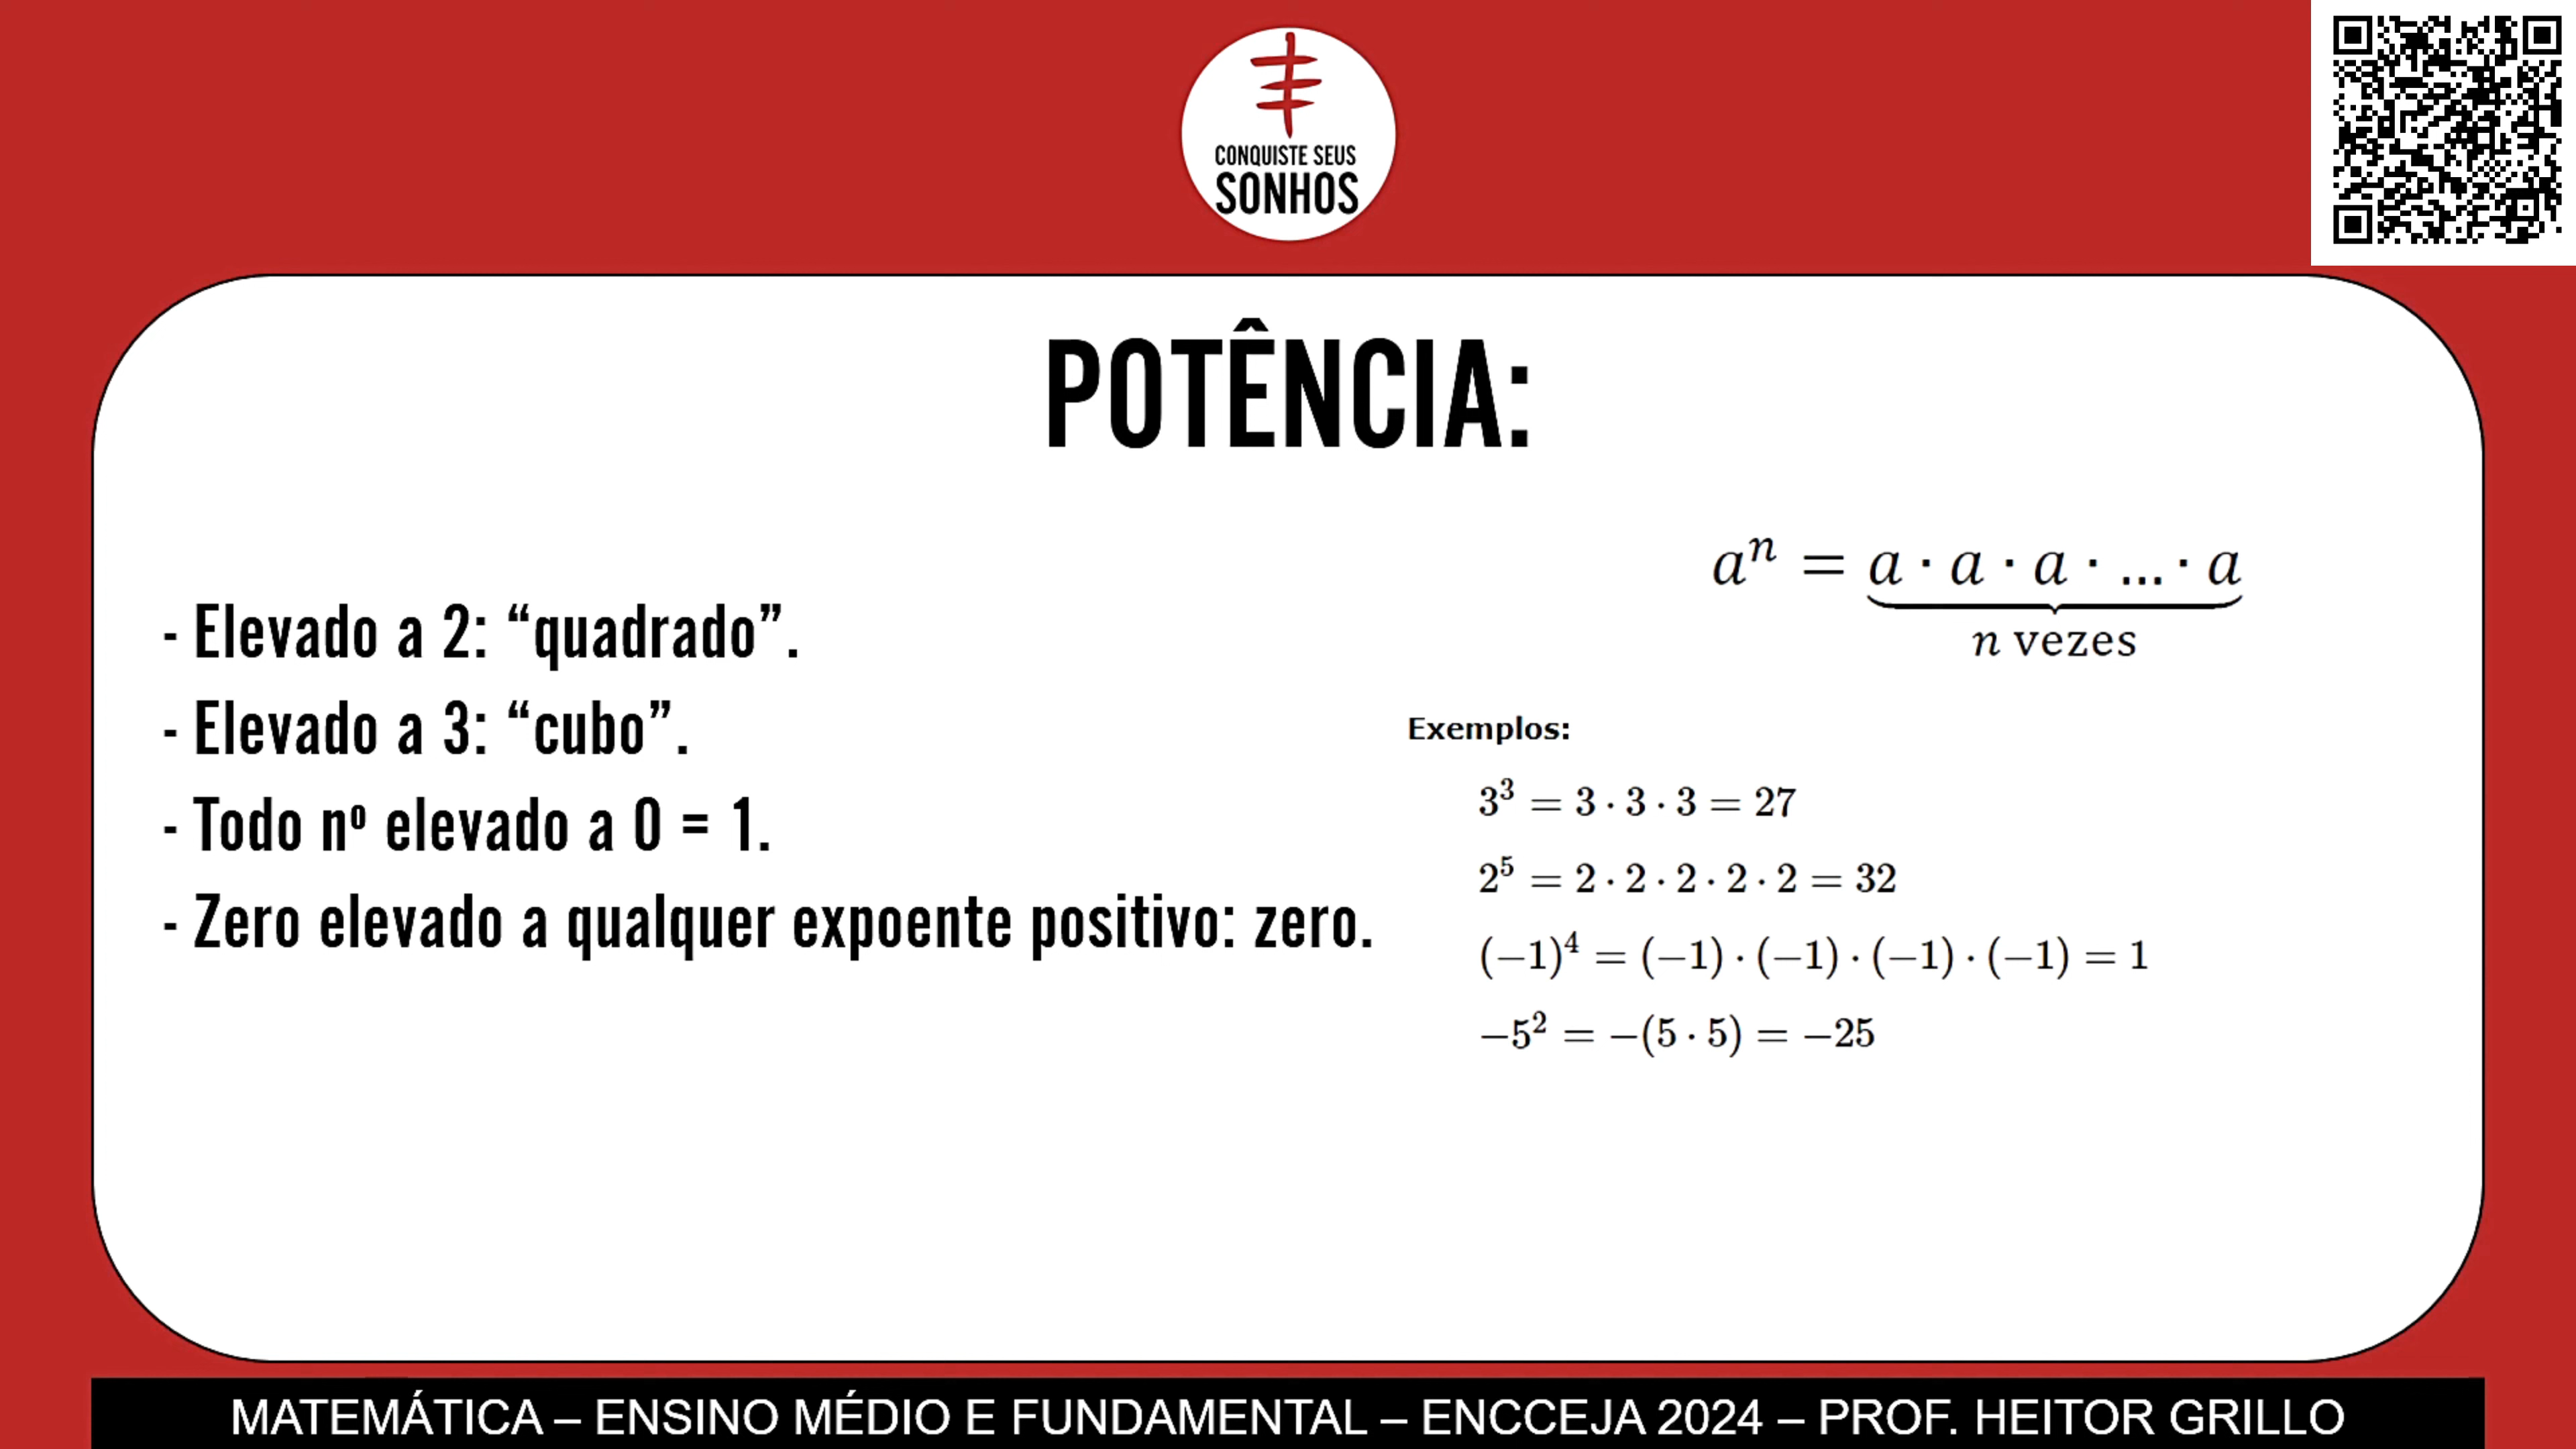 CONQUISTE SEUS
SONHOS
POTÊNCIA:
- Elevado a 2: “quadrado”.
- Elevado a 3: “cubo”.
- Todo nº elevado a 0 = 1.
- Zero elevado a qualquer expoente positivo: zero.
aⁿ = a · a · a · ... · a
n vezes
Exemplos:
3³ = 3 · 3 · 3 = 27
2⁵ = 2 · 2 · 2 · 2 · 2 = 32
(−1)⁴ = (−1) · (−1) · (−1) · (−1) = 1
−5² = −(5 · 5) = −25
MATEMÁTICA – ENSINO MÉDIO E FUNDAMENTAL – ENCCEJA 2024 – PROF. HEITOR GRILLO